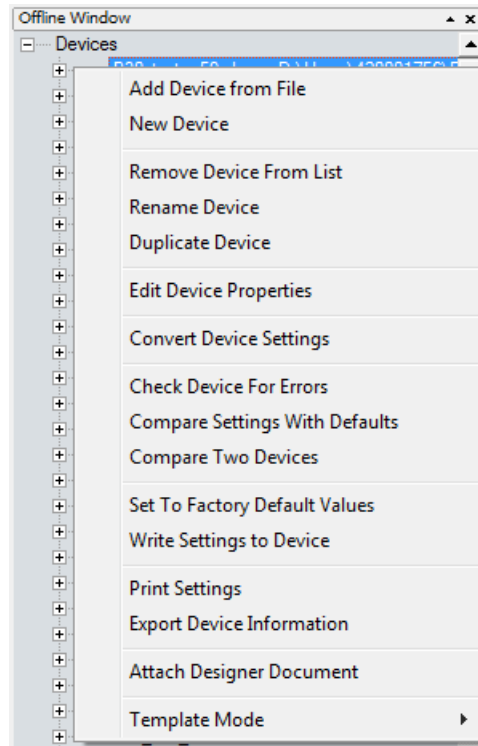 Offline Window
Devices
Add Device from File
New Device
Remove Device From List
Rename Device
Duplicate Device
Edit Device Properties
Convert Device Settings
Check Device For Errors
Compare Settings With Defaults
Compare Two Devices
Set To Factory Default Values
Write Settings to Device
Print Settings
Export Device Information
Attach Designer Document
Template Mode